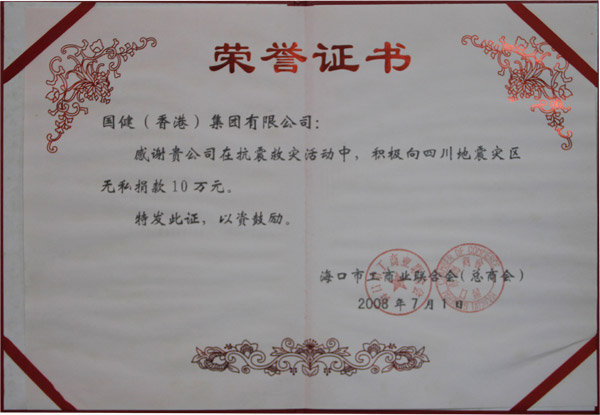 荣誉证书
国健（香港）集团有限公司：
感谢贵公司在抗震救灾活动中，积极向四川地震灾区
无私捐款10万元。
特发此证，以资鼓励。
海口市工商业联合会（总商会）
2008年7月1日